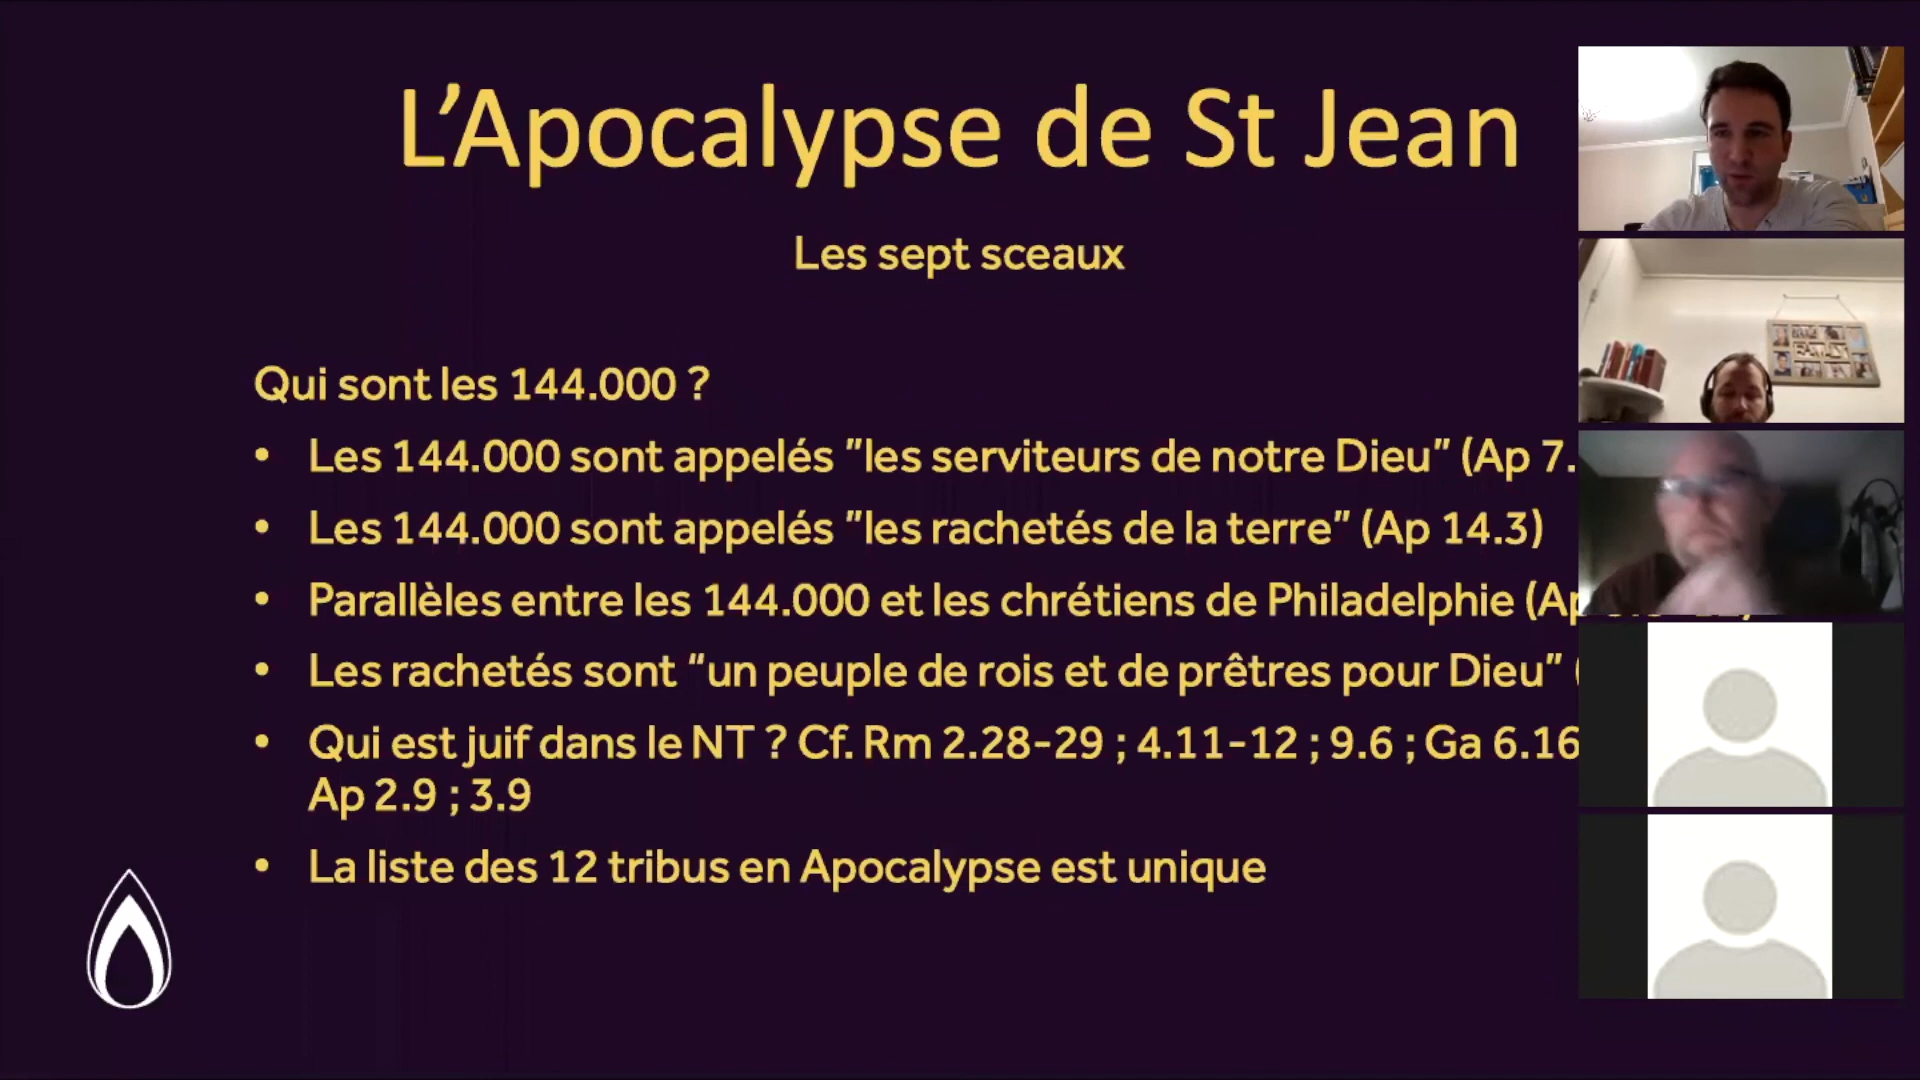 L’Apocalypse de St Jean
Les sept sceaux
Qui sont les 144.000 ?
• Les 144.000 sont appelés ”les serviteurs de notre Dieu” (Ap 7.
• Les 144.000 sont appelés ”les rachetés de la terre” (Ap 14.3)
• Parallèles entre les 144.000 et les chrétiens de Philadelphie (Ap
• Les rachetés sont “un peuple de rois et de prêtres pour Dieu” (
• Qui est juif dans le NT ? Cf. Rm 2.28-29 ; 4.11-12 ; 9.6 ; Ga 6.16
Ap 2.9 ; 3.9
• La liste des 12 tribus en Apocalypse est unique
FAMILY